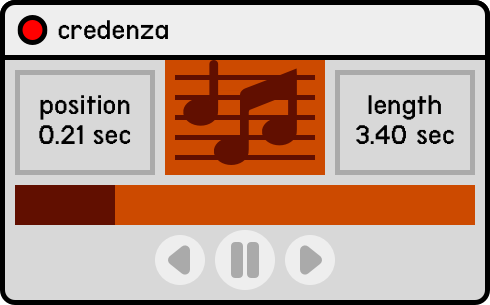 credenza
position
0.21 sec
length
3.40 sec